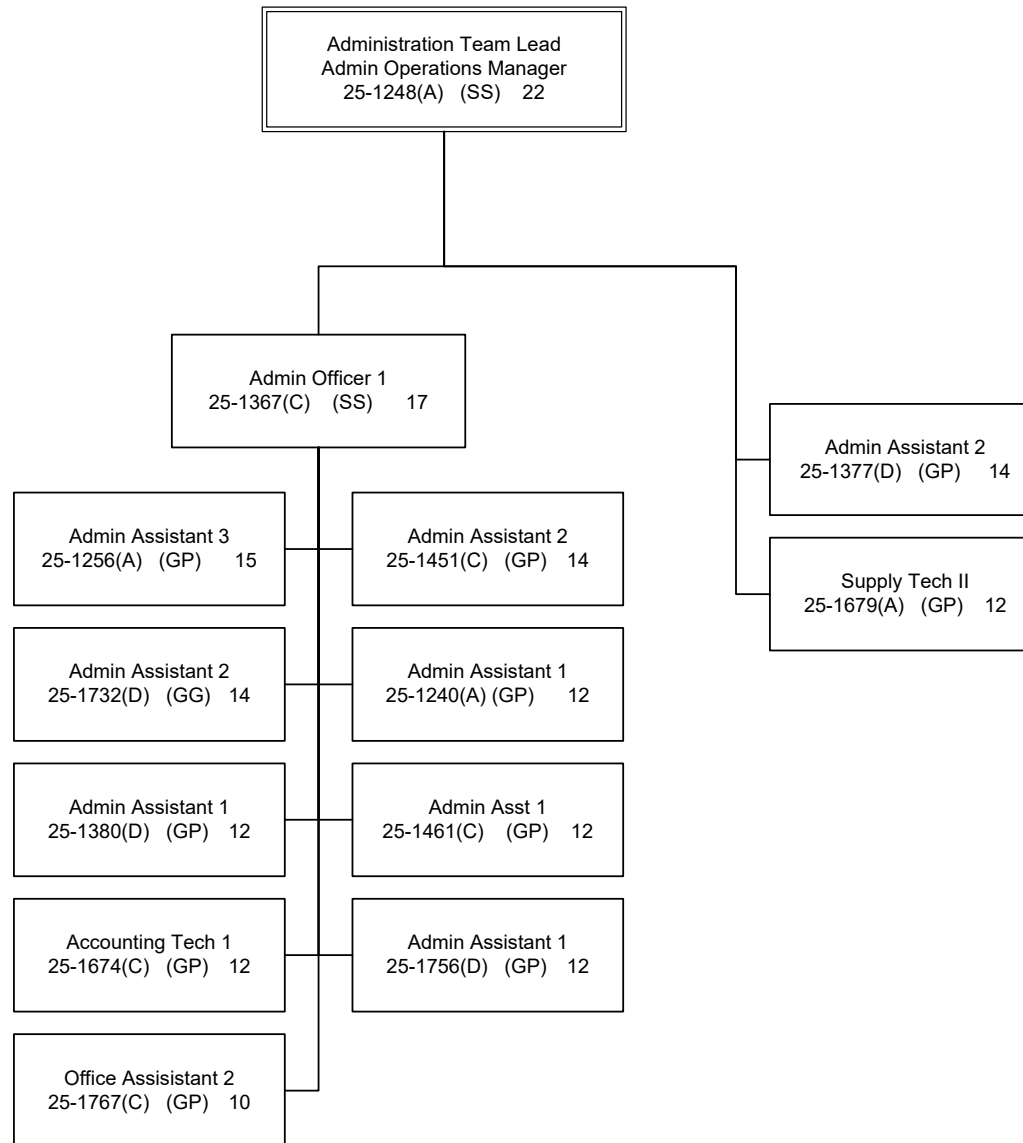 Administration Team Lead
Admin Operations Manager
25-1248(A) (SS) 22
Admin Officer 1
25-1367(C) (SS) 17
Admin Assistant 2
25-1377(D) (GP) 14
Admin Assistant 3
25-1256(A) (GP) 15
Admin Assistant 2
25-1451(C) (GP) 14
Supply Tech II
25-1679(A) (GP) 12
Admin Assistant 2
25-1732(D) (GG) 14
Admin Assistant 1
25-1240(A) (GP) 12
Admin Assistant 1
25-1380(D) (GP) 12
Admin Asst 1
25-1461(C) (GP) 12
Accounting Tech 1
25-1674(C) (GP) 12
Admin Assistant 1
25-1756(D) (GP) 12
Office Assisistant 2
25-1767(C) (GP) 10